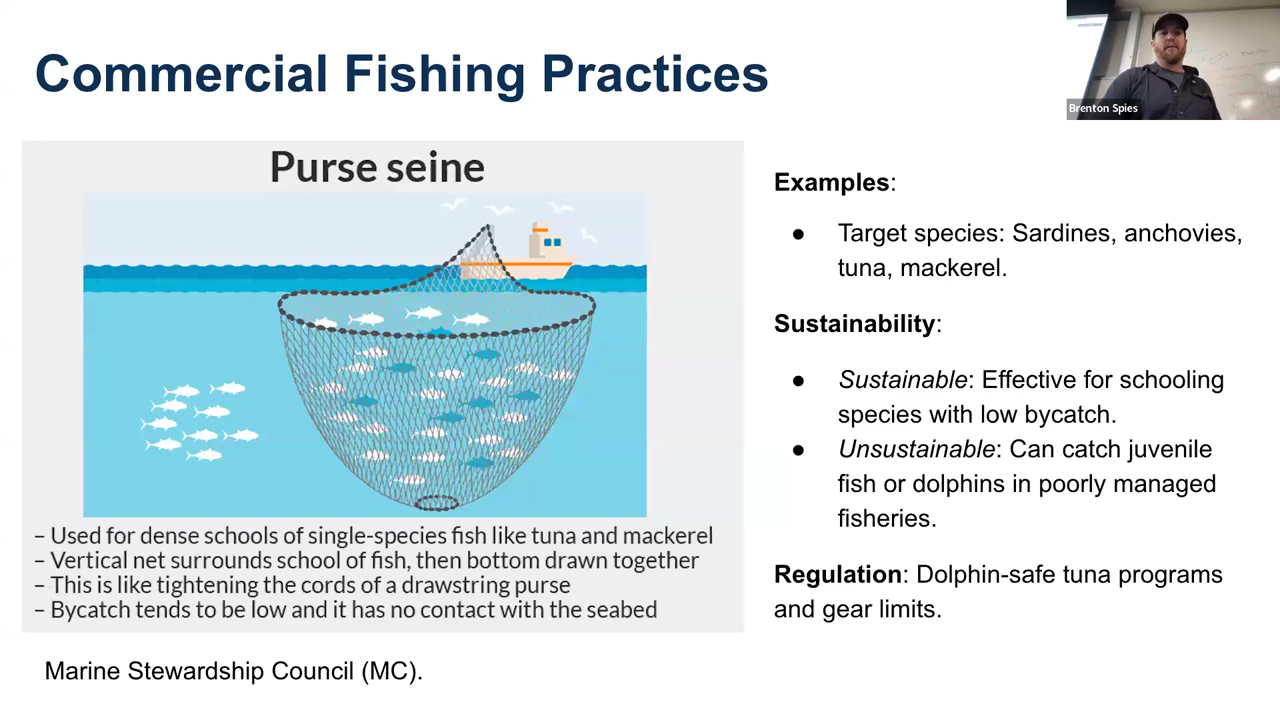 Commercial Fishing Practices
Brenton Spies
Purse seine
– Used for dense schools of single-species fish like tuna and mackerel
– Vertical net surrounds school of fish, then bottom drawn together
– This is like tightening the cords of a drawstring purse
– Bycatch tends to be low and it has no contact with the seabed
Marine Stewardship Council (MC).
Examples:
● Target species: Sardines, anchovies,
tuna, mackerel.
Sustainability:
● Sustainable: Effective for schooling
species with low bycatch.
● Unsustainable: Can catch juvenile
fish or dolphins in poorly managed
fisheries.
Regulation: Dolphin-safe tuna programs
and gear limits.